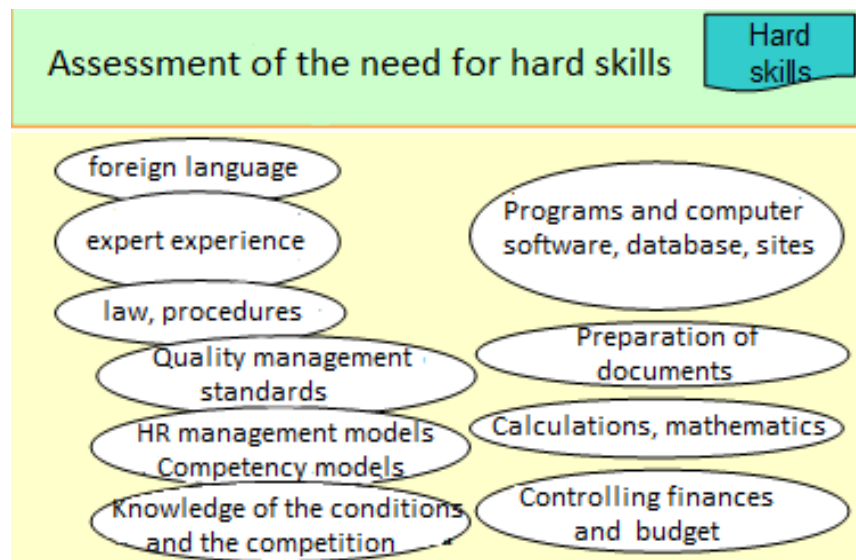 Assessment of the need for hard skills
Hard
skills
foreign language
expert experience
law, procedures
Quality management
standards
HR management models
Competency models
Knowledge of the conditions
and the competition
Programs and computer
software, database, sites
Preparation of
documents
Calculations, mathematics
Controlling finances
and budget